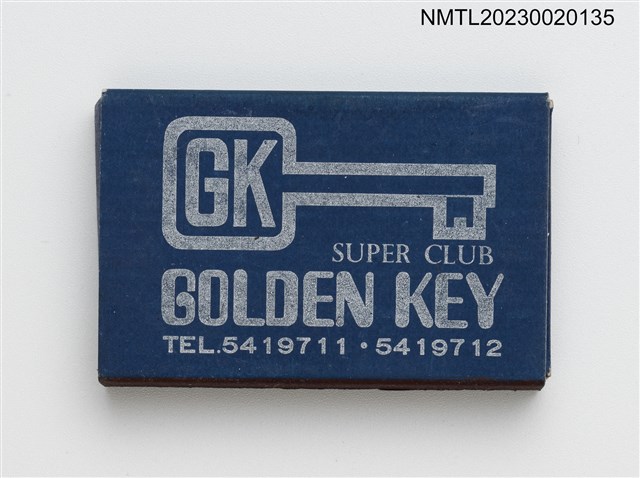 NMTL20230020135
GK
SUPER CLUB
GOLDEN KEY
TEL.5419711・5419712